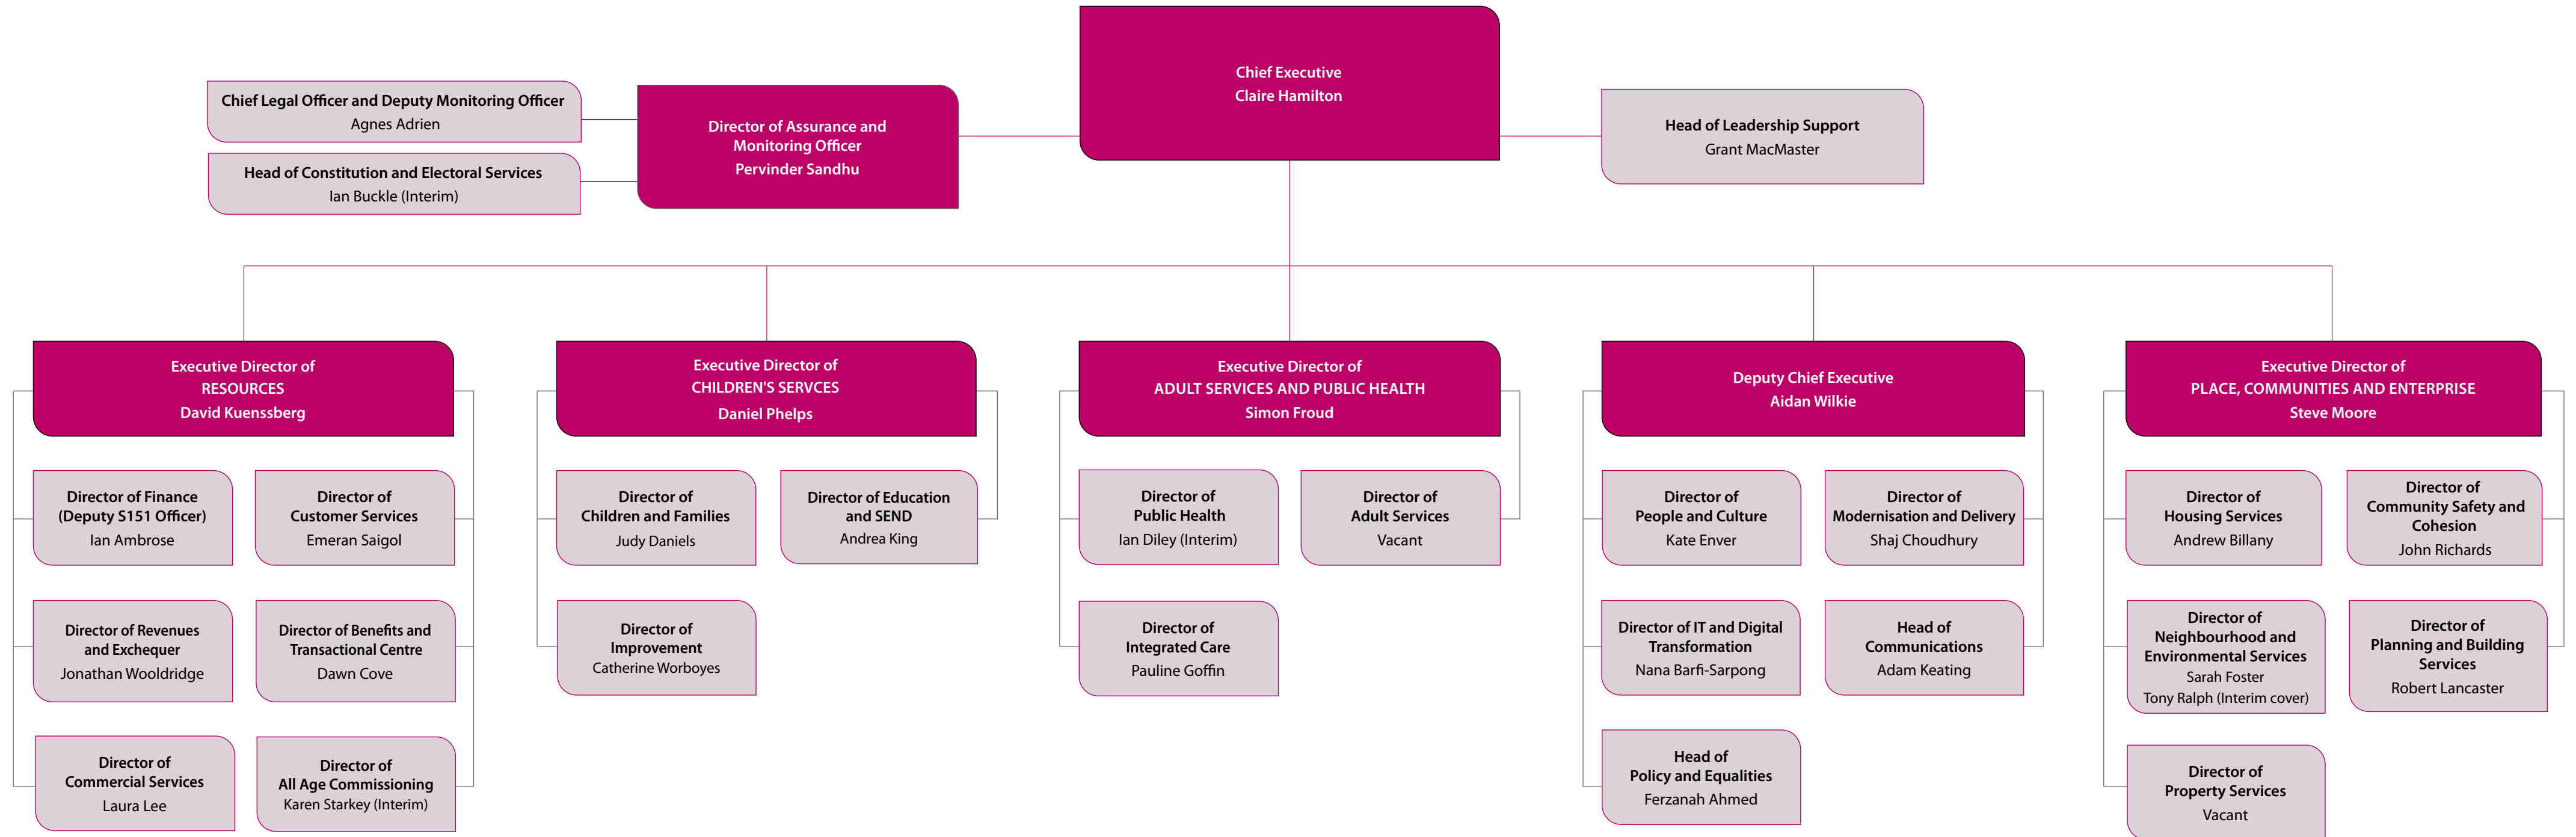 Chief Executive
Claire Hamilton
Chief Legal Officer and Deputy Monitoring Officer
Agnes Adrien
Head of Constitution and Electoral Services
Ian Buckle (Interim)
Director of Assurance and
Monitoring Officer
Pervinder Sandhu
Head of Leadership Support
Grant MacMaster
Executive Director of
RESOURCES
David Kuenssberg
Director of Finance
(Deputy S151 Officer)
Ian Ambrose
Director of
Customer Services
Emeran Saigol
Director of Revenues
and Exchequer
Jonathan Wooldridge
Director of Benefits and
Transactional Centre
Dawn Cove
Director of
Commercial Services
Laura Lee
Director of
All Age Commissioning
Karen Starkey (Interim)
Executive Director of
CHILDREN'S SERVCES
Daniel Phelps
Director of
Children and Families
Judy Daniels
Director of Education
and SEND
Andrea King
Director of
Improvement
Catherine Worboyes
Executive Director of
ADULT SERVICES AND PUBLIC HEALTH
Simon Froud
Director of
Public Health
Ian Diley (Interim)
Director of
Adult Services
Vacant
Director of
Integrated Care
Pauline Goffin
Deputy Chief Executive
Aidan Wilkie
Director of
People and Culture
Kate Enver
Director of
Modernisation and Delivery
Shaj Choudhury
Director of IT and Digital
Transformation
Nana Barfi-Sarpong
Head of
Communications
Adam Keating
Head of
Policy and Equalities
Ferzanah Ahmed
Executive Director of
PLACE, COMMUNITIES AND ENTERPRISE
Steve Moore
Director of
Housing Services
Andrew Billany
Director of
Community Safety and
Cohesion
John Richards
Director of
Neighbourhood and
Environmental Services
Sarah Foster
Tony Ralph (Interim cover)
Director of
Planning and Building
Services
Robert Lancaster
Director of
Property Services
Vacant